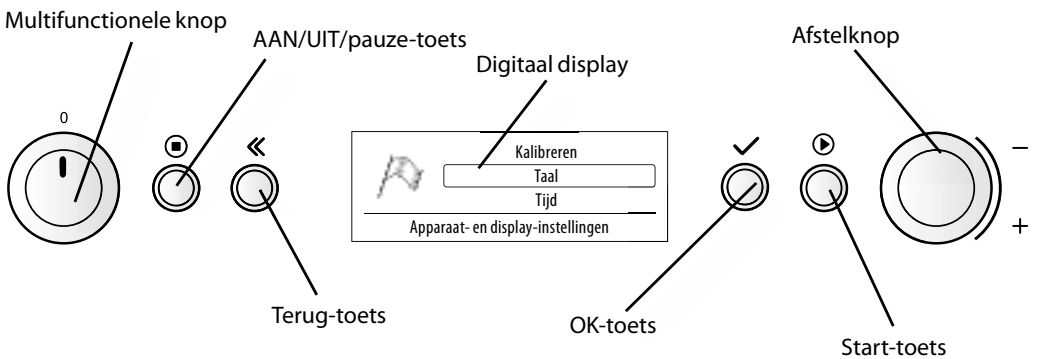 Multifunctionele knop
AAN/UIT/pauze-toets
Digitaal display
Afstelknop
0
Kalibreren
Taal
Tijd
Apparaat- en display-instellingen
–
+
Terug-toets
OK-toets
Start-toets